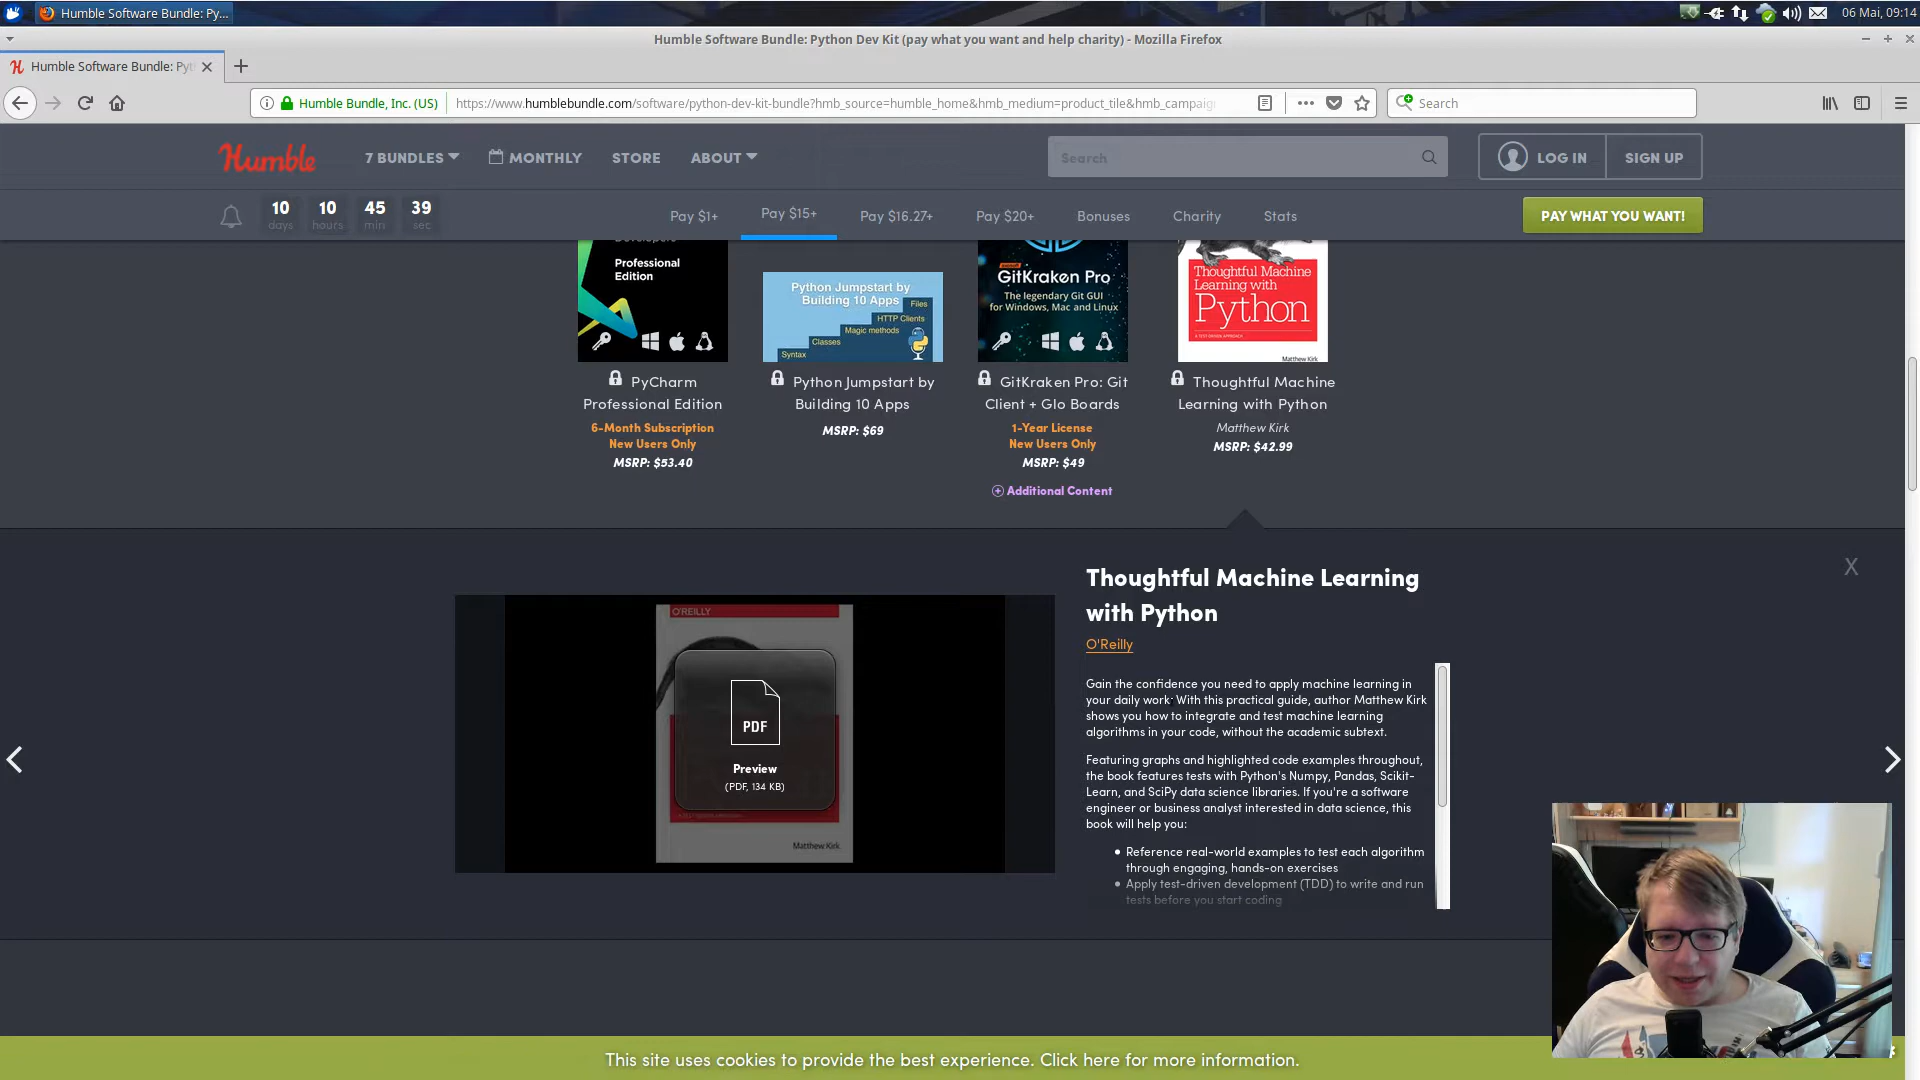 Humble Software Bundle: Py...
06 Mai, 09:14
Humble Software Bundle: Python Dev Kit (pay what you want and help charity) - Mozilla Firefox
Humble Software Bundle: Pyt
Humble Bundle, Inc. (US)
https://www.humblebundle.com/software/python-dev-kit-bundle?hmb_source=humble_home&hmb_medium=product_tile&hmb_campaign
Search
Humble
7 BUNDLES
MONTHLY
STORE
ABOUT
Search
LOG IN
SIGN UP
10 days
10 hours
45 min
39 sec
Pay $1+
Pay $15+
Pay $16.27+
Pay $20+
Bonuses
Charity
Stats
PAY WHAT YOU WANT!
Professional
Edition
Python Jumpstart by
Building 10 Apps
Files
HTTP Clients
Magic methods
Classes
Syntax
GitKraken Pro
The legendary Git GUI
for Windows, Mac and Linux
Thoughtful Machine
Learning with
Python
A TEST-DRIVEN APPROACH
Matthew Kirk
PyCharm
Professional Edition
6-Month Subscription
New Users Only
MSRP: $53.40
Python Jumpstart by
Building 10 Apps
MSRP: $69
GitKraken Pro: Git
Client + Glo Boards
1-Year License
New Users Only
MSRP: $49
Additional Content
Thoughtful Machine
Learning with Python
Matthew Kirk
MSRP: $42.99
X
O'REILLY
PDF
Preview
(PDF, 134 KB)
A TEST-DRIVEN APPROACH
Matthew Kirk
Thoughtful Machine Learning
with Python
O'Reilly
Gain the confidence you need to apply machine learning in
your daily work. With this practical guide, author Matthew Kirk
shows you how to integrate and test machine learning
algorithms in your code, without the academic subtext.
Featuring graphs and highlighted code examples throughout,
the book features tests with Python's Numpy, Pandas, Scikit-
Learn, and SciPy data science libraries. If you're a software
engineer or business analyst interested in data science, this
book will help you:
• Reference real-world examples to test each algorithm
through engaging, hands-on exercises
• Apply test-driven development (TDD) to write and run
tests before you start coding
This site uses cookies to provide the best experience. Click here for more information.